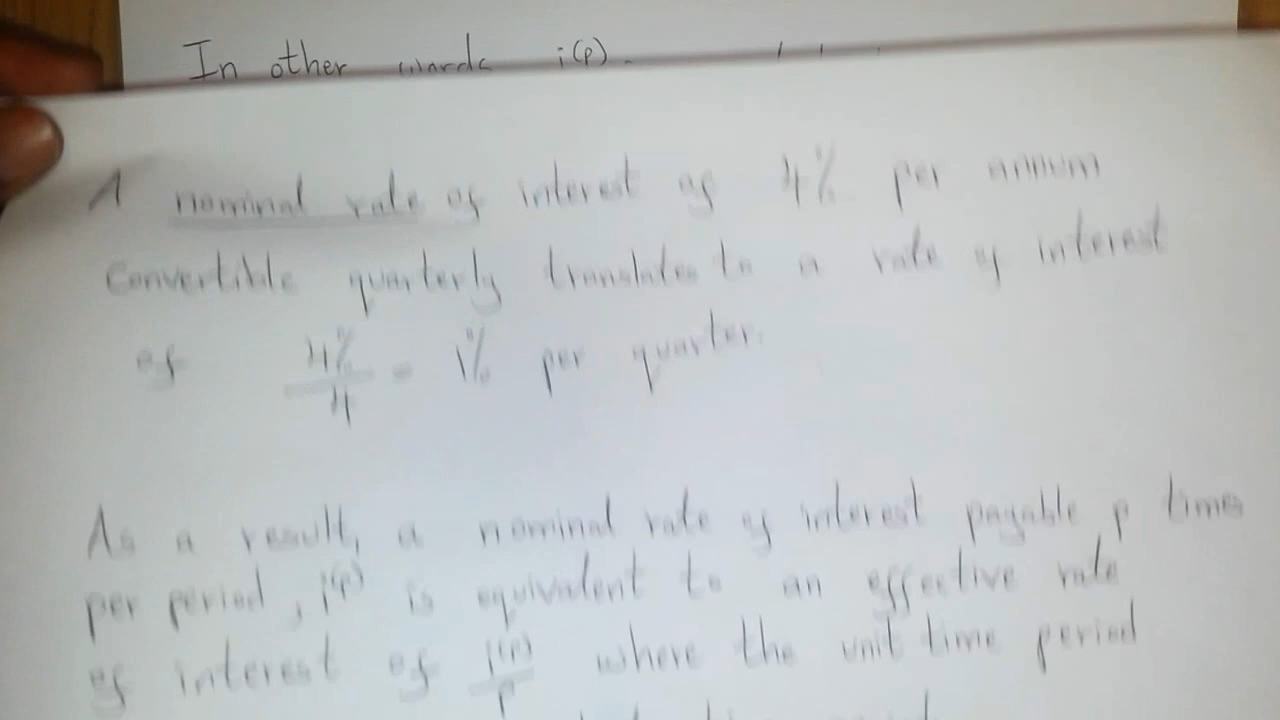 In other words i(p)
A nominal rate of interest of 4% per annum
convertible quarterly translates to a rate of interest
of 4%/4 = 1% per quarter.
As a result, a nominal rate of interest payable p times
per period, i(p) is equivalent to an effective rate
of interest of i(p)/p where the unit time period